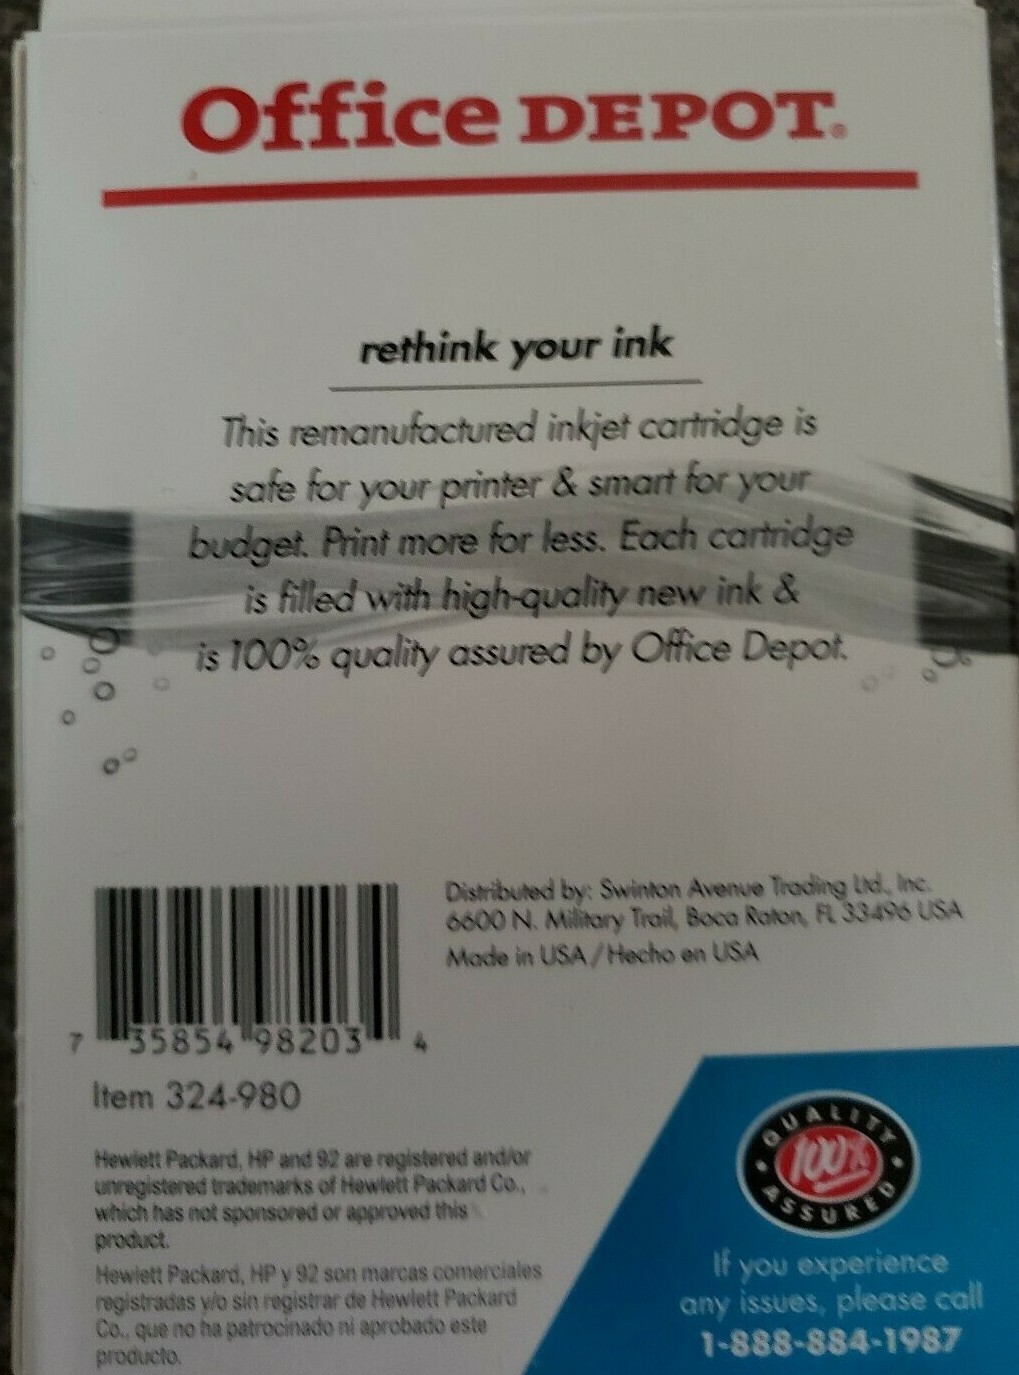 Office DEPOT®
rethink your ink
This remanufactured inkjet cartridge is
safe for your printer & smart for your
budget. Print more for less. Each cartridge
is filled with high-quality new ink &
is 100% quality assured by Office Depot.
Distributed by: Swinton Avenue Trading Ltd., Inc.
6600 N. Military Trail, Boca Raton, FL 33496 USA
Made in USA / Hecho en USA
7 35854 98203 4
Item 324-980
Hewlett Packard, HP and 92 are registered and/or
unregistered trademarks of Hewlett Packard Co.,
which has not sponsored or approved this
product.
Hewlett Packard, HP y 92 son marcas comerciales
registradas y/o sin registrar de Hewlett Packard
Co., que no ha patrocinado ni aprobado este
producto.
QUALITY
100%
ASSURED
If you experience
any issues, please call
1-888-884-1987